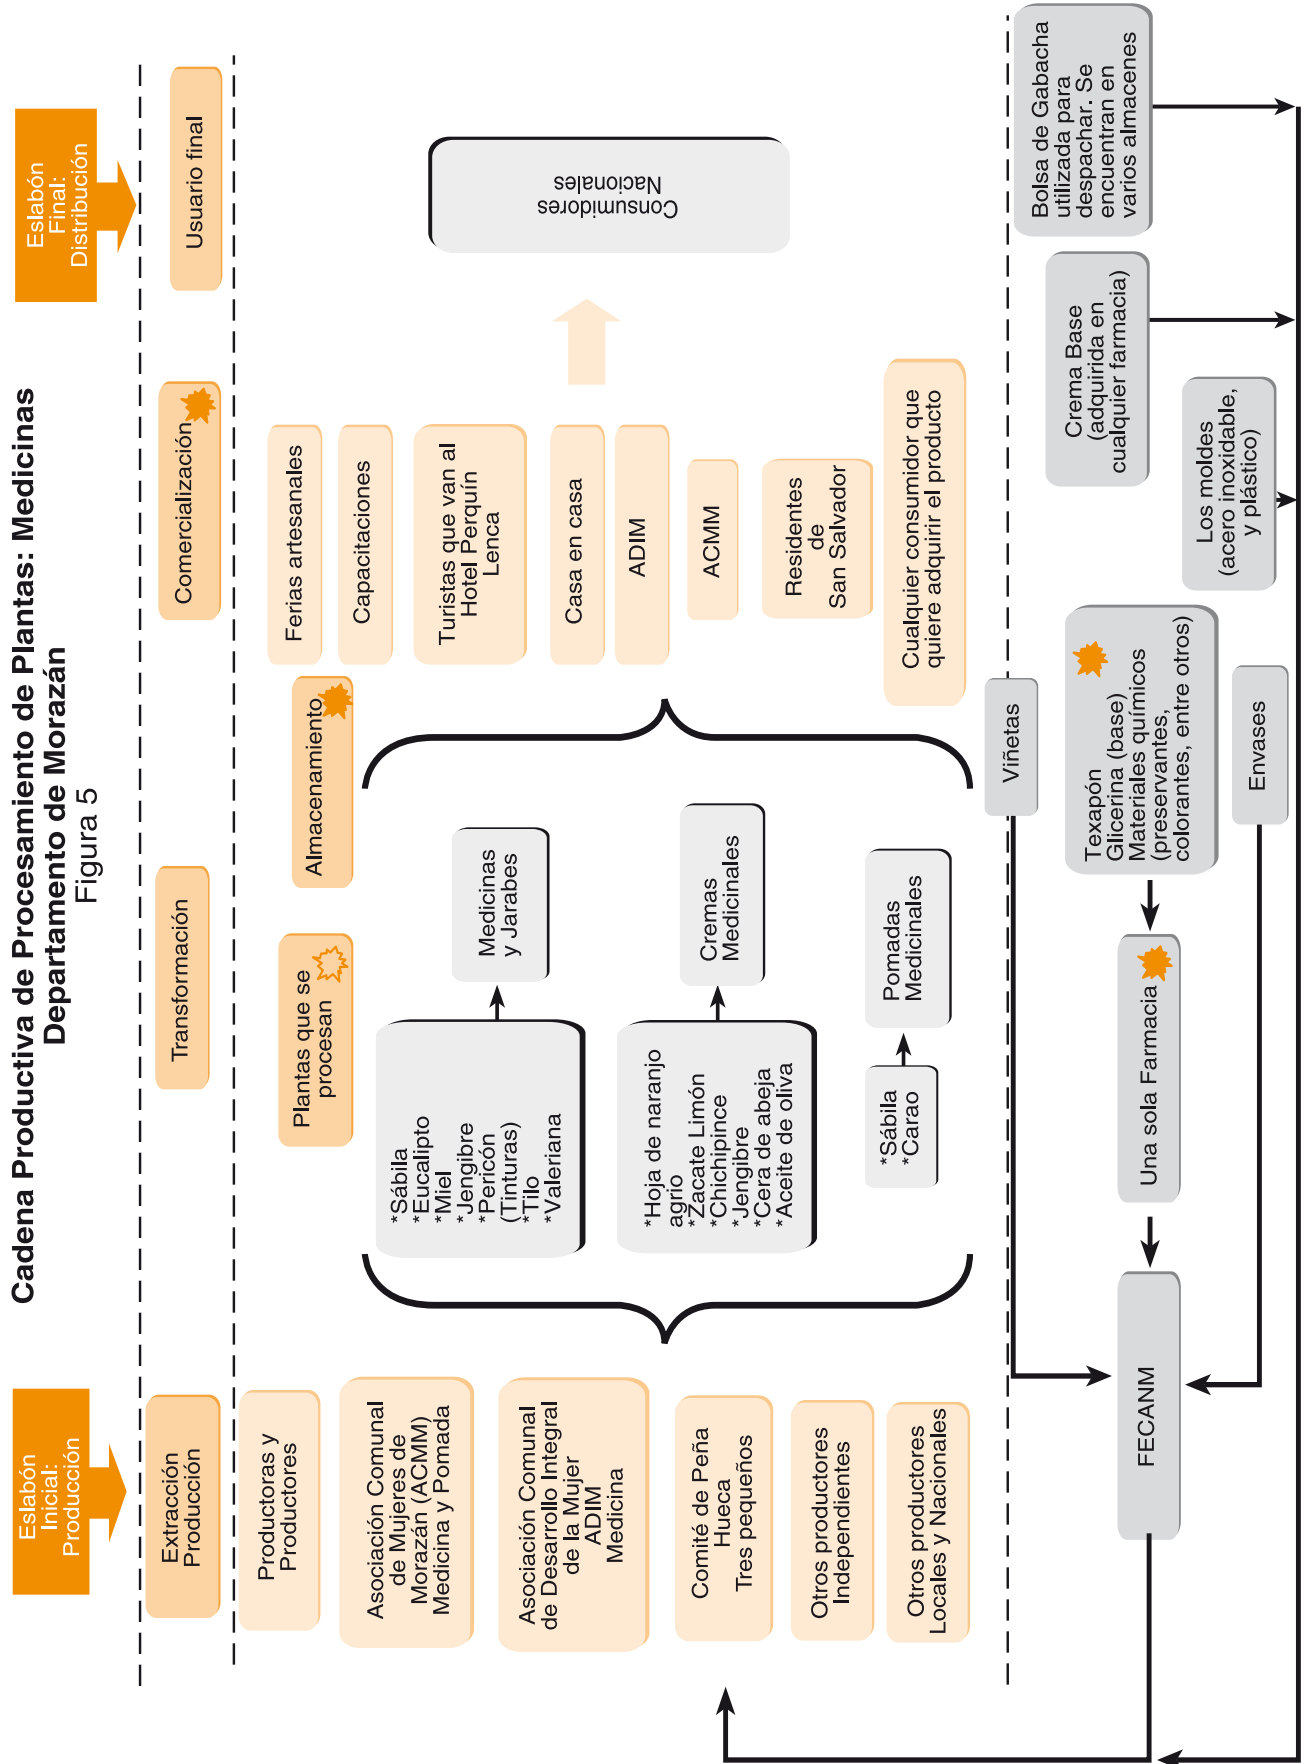 Cadena Productiva de Procesamiento de Plantas: Medicinas
Departamento de Morazán
Figura 5
Eslabón
Inicial:
Producción
Eslabón
Final:
Distribución
Extracción
Producción
Transformación
Comercialización
Usuario final
Productoras y
Productores
Plantas que se
procesan
Almacenamiento
Asociación Comunal
de Mujeres de
Morazán (ACMM)
Medicina y Pomada
Asociación Comunal
de Desarrollo Integral
de la Mujer
ADIM
Medicina
Comité de Peña
Hueca
Tres pequeños
Otros productores
Independientes
Otros productores
Locales y Nacionales
*Sábila
*Eucalipto
*Miel
*Jengibre
*Pericón
(Tinturas)
*Tilo
*Valeriana
Medicinas
y Jarabes
*Hoja de naranjo
agrio
*Zacate Limón
*Chichipince
*Jengibre
*Cera de abeja
*Aceite de oliva
Cremas
Medicinales
*Sábila
*Carao
Pomadas
Medicinales
Ferias artesanales
Capacitaciones
Turistas que van al
Hotel Perquín
Lenca
Casa en casa
ADIM
ACMM
Residentes
de
San Salvador
Cualquier consumidor que
quiere adquirir el producto
Consumidores
Nacionales
FECANM
Una sola Farmacia
Viñetas
Texapón
Glicerina (base)
Materiales químicos
(preservantes,
colorantes, entre otros)
Envases
Los moldes
(acero inoxidable,
y plástico)
Crema Base
(adquirida en
cualquier farmacia)
Bolsa de Gabacha
utilizada para
despachar. Se
encuentran en
varios almacenes